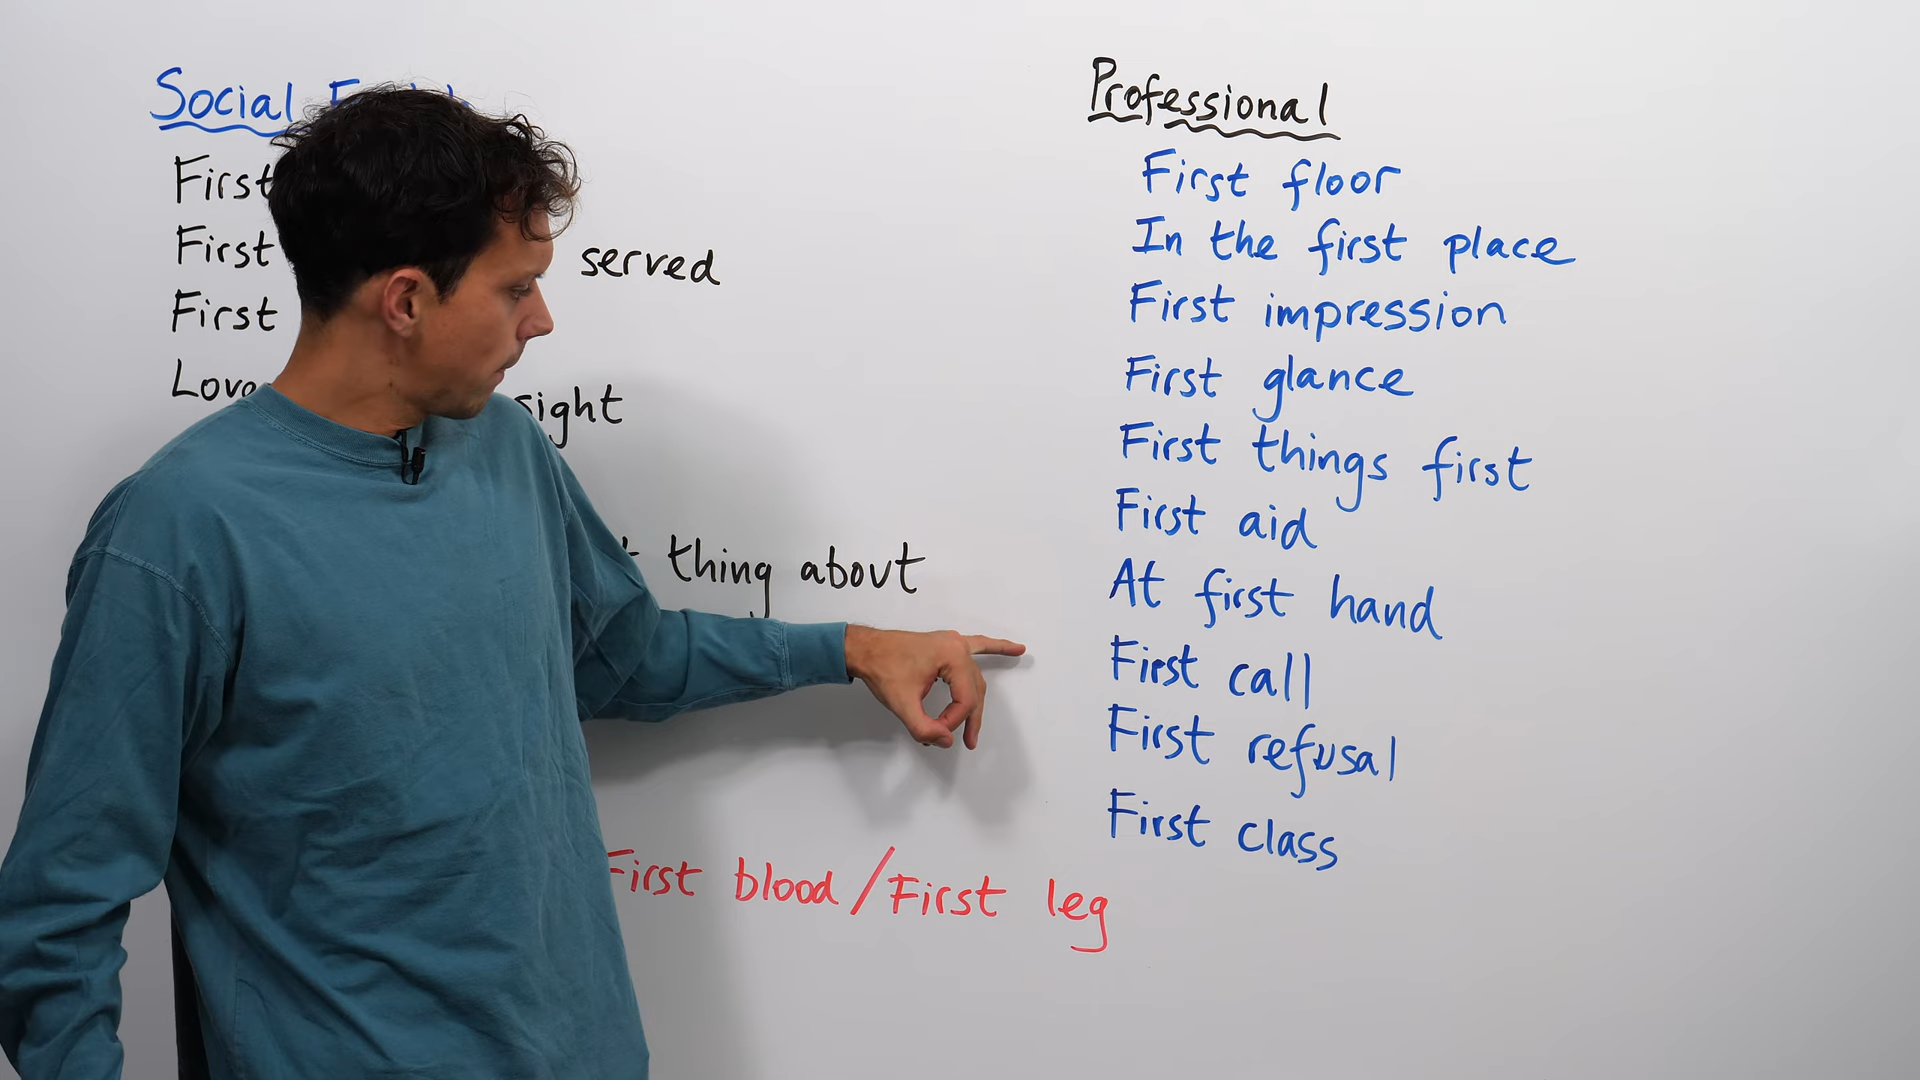 Social
First
First served
First
Love sight
thing about
First blood/First leg
Professional
First floor
In the first place
First impression
First glance
First things first
First aid
At first hand
First call
First refusal
First class